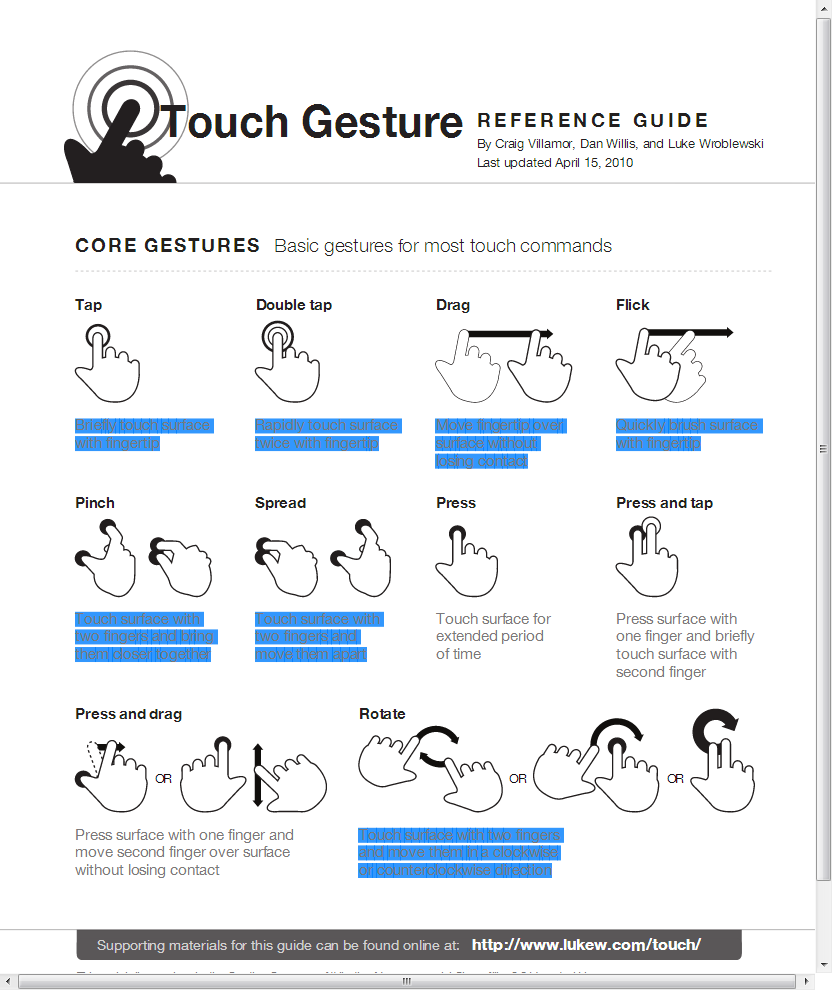 Touch Gesture REFERENCE GUIDE
By Craig Villamor, Dan Willis, and Luke Wroblewski
Last updated April 15, 2010
CORE GESTURES Basic gestures for most touch commands
Tap
Briefly touch surface
with fingertip
Double tap
Rapidly touch surface
twice with fingertip
Drag
Move fingertip over
surface without
losing contact
Flick
Quickly brush surface
with fingertip
Pinch
Touch surface with
two fingers and bring
them closer together
Spread
Touch surface with
two fingers and
move them apart
Press
Touch surface for
extended period
of time
Press and tap
Press surface with
one finger and briefly
touch surface with
second finger
Press and drag
OR
Press surface with one finger and
move second finger over surface
without losing contact
Rotate
OR
OR
Touch surface with two fingers
and move them in a clockwise
or counterclockwise direction
Supporting materials for this guide can be found online at: http://www.lukew.com/touch/